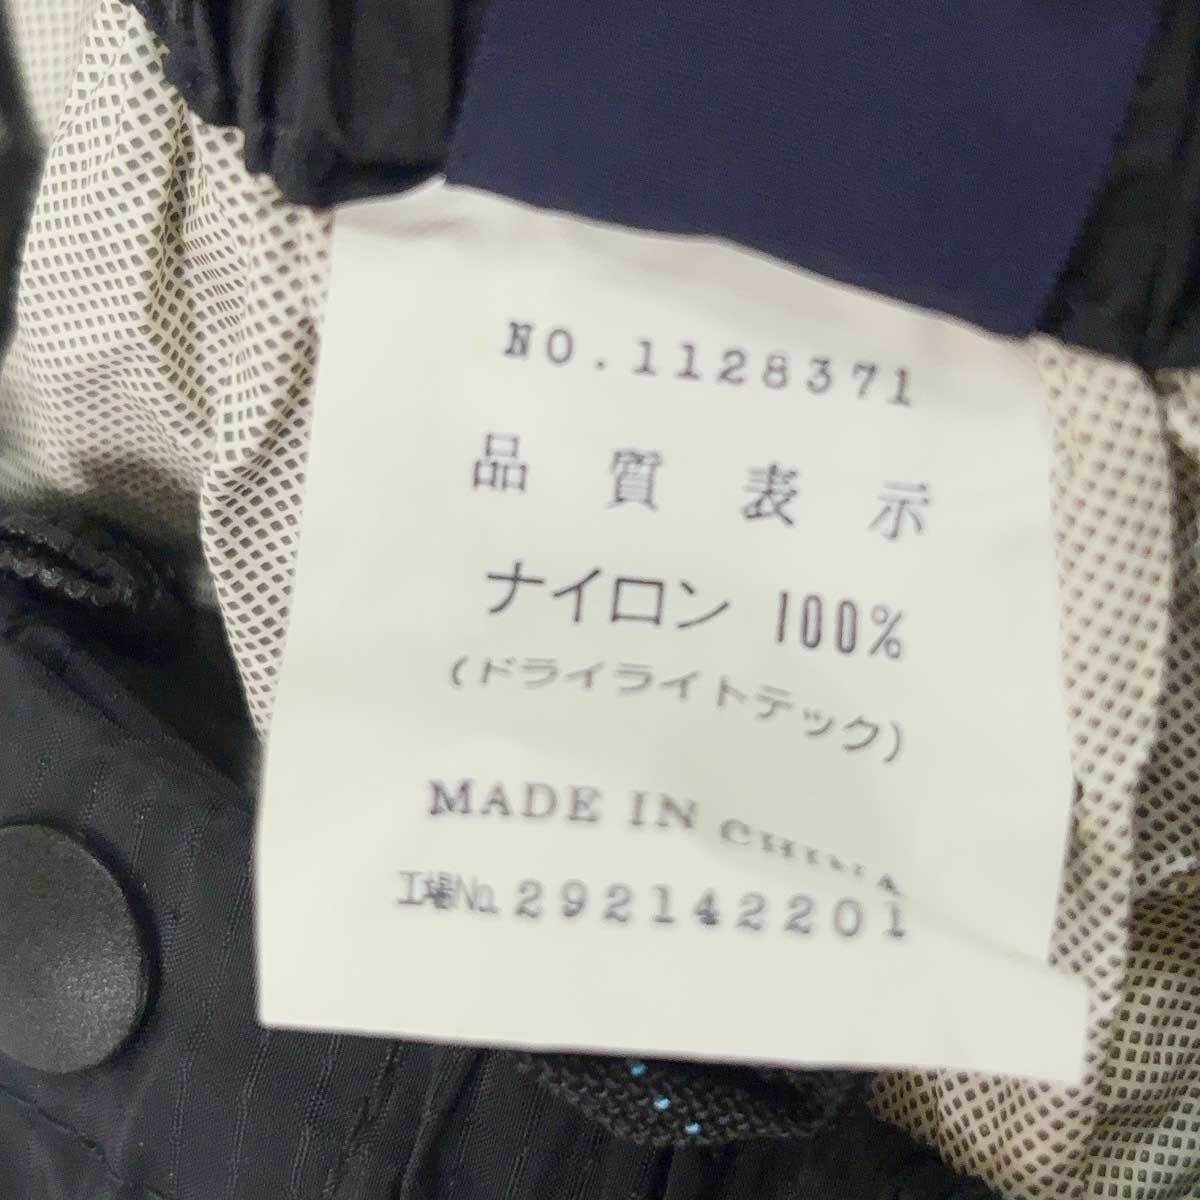 NO.1128371
品質表示
ナイロン 100%
(ドライライトテック)
MADE IN CHINA
工場No.292142201